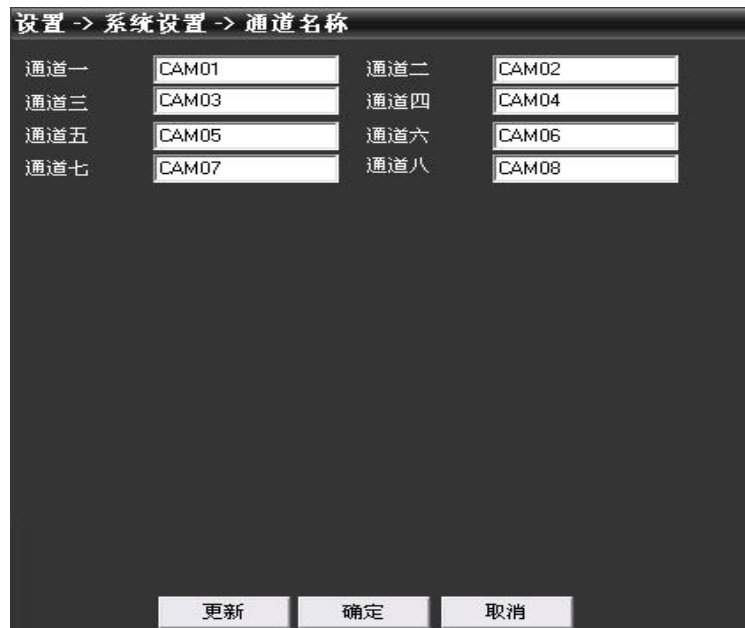 设置 -> 系统设置 -> 通道名称
通道一 CAM01 通道二 CAM02
通道三 CAM03 通道四 CAM04
通道五 CAM05 通道六 CAM06
通道七 CAM07 通道八 CAM08
更新 确定 取消